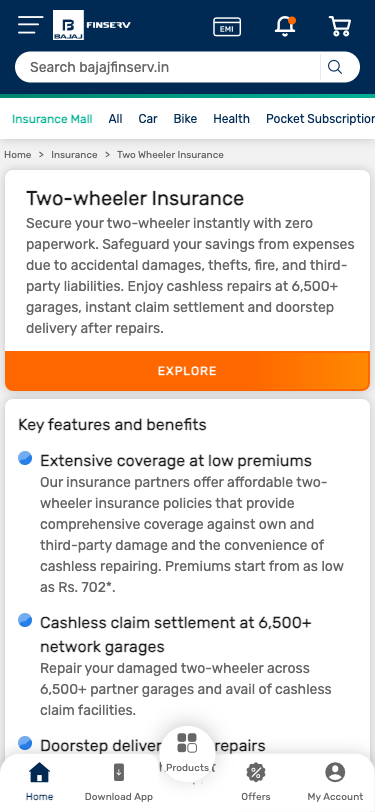 BAJAJ FINSERV
EMI
Search bajajfinserv.in
Insurance Mall All Car Bike Health Pocket Subscription
Home > Insurance > Two Wheeler Insurance
Two-wheeler Insurance
Secure your two-wheeler instantly with zero
paperwork. Safeguard your savings from expenses
due to accidental damages, thefts, fire, and third-
party liabilities. Enjoy cashless repairs at 6,500+
garages, instant claim settlement and doorstep
delivery after repairs.
EXPLORE
Key features and benefits
Extensive coverage at low premiums
Our insurance partners offer affordable two-
wheeler insurance policies that provide
comprehensive coverage against own and
third-party damage and the convenience of
cashless repairing. Premiums start from as low
as Rs. 702*.
Cashless claim settlement at 6,500+
network garages
Repair your damaged two-wheeler across
6,500+ partner garages and avail of cashless
claim facilities.
Doorstep repairs
Products
Home Download App Offers My Account